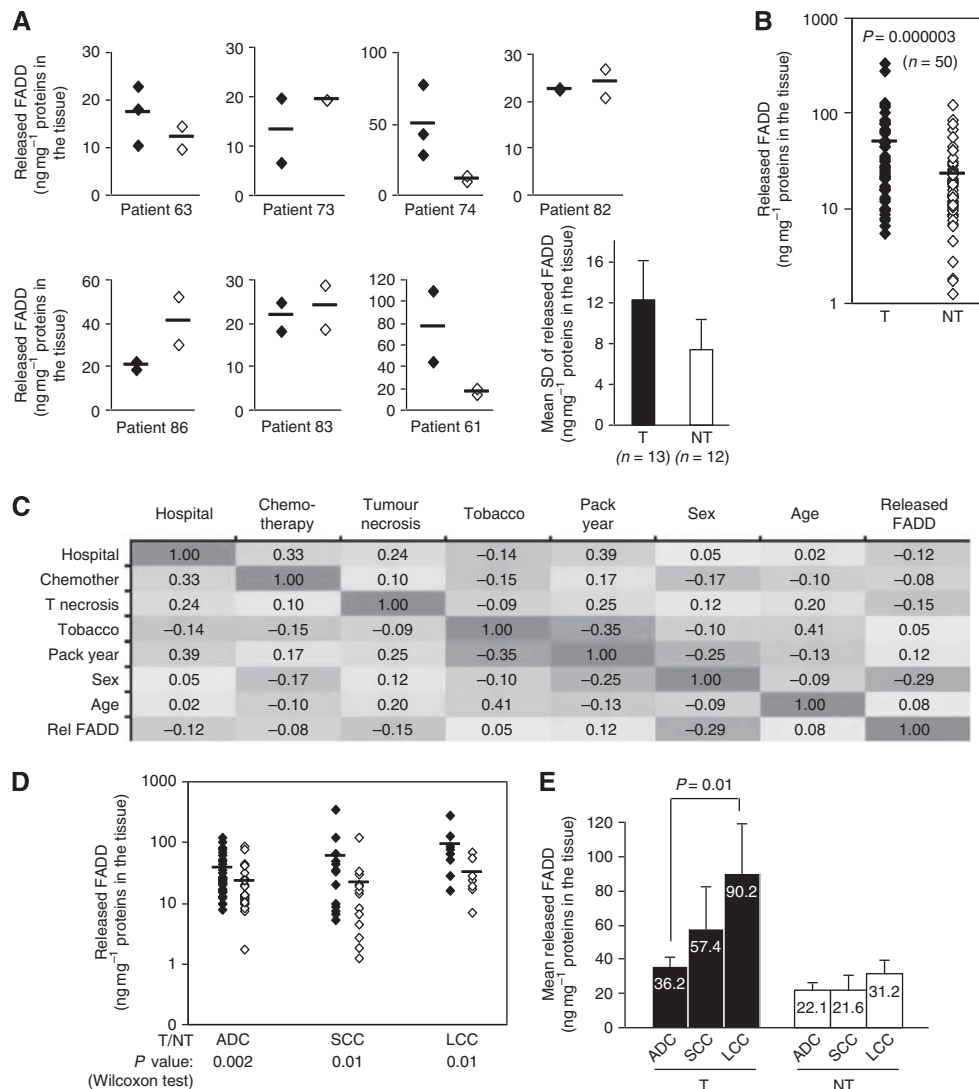 A
Released FADD
(ng mg−1 proteins in
the tissue)
30
20
10
0
Patient 63
30
20
10
0
Patient 73
100
50
0
Patient 74
30
20
10
0
Patient 82
Released FADD
(ng mg−1 proteins in
the tissue)
60
40
20
0
Patient 86
30
20
10
0
Patient 83
120
100
80
60
40
20
0
Patient 61
Mean SD of released FADD
(ng mg−1 proteins in the tissue)
16
12
8
4
0
T
NT
(n = 13)
(n = 12)
B
Released FADD
(ng mg−1 proteins in the tissue)
1000
100
10
1
P = 0.000003
(n = 50)
T
NT
C
Hospital Chemo-therapy Tumour necrosis Tobacco Pack year Sex Age Released FADD
Hospital 1.00 0.33 0.24 −0.14 0.39 0.05 0.02 −0.12
Chemother 0.33 1.00 0.10 −0.15 0.17 −0.17 −0.10 −0.08
T necrosis 0.24 0.10 1.00 −0.09 0.25 0.12 0.20 −0.15
Tobacco −0.14 −0.15 −0.09 1.00 −0.35 −0.10 0.41 0.05
Pack year 0.39 0.17 0.25 −0.35 1.00 −0.25 −0.13 0.12
Sex 0.05 −0.17 0.12 −0.10 −0.25 1.00 −0.09 −0.29
Age 0.02 −0.10 0.20 0.41 −0.13 −0.09 1.00 0.08
Rel FADD −0.12 −0.08 −0.15 0.05 0.12 −0.29 0.08 1.00
D
Released FADD
(ng mg−1 proteins in the tissue)
1000
100
10
1
0
T/NT ADC SCC LCC
P value: 0.002 0.01 0.01
(Wilcoxon test)
E
Mean released FADD
(ng mg−1 proteins in the tissue)
120
100
80
60
40
20
0
P = 0.01
36.2
57.4
90.2
22.1
21.6
31.2
ADC
SCC
LCC
ADC
SCC
LCC
T
NT